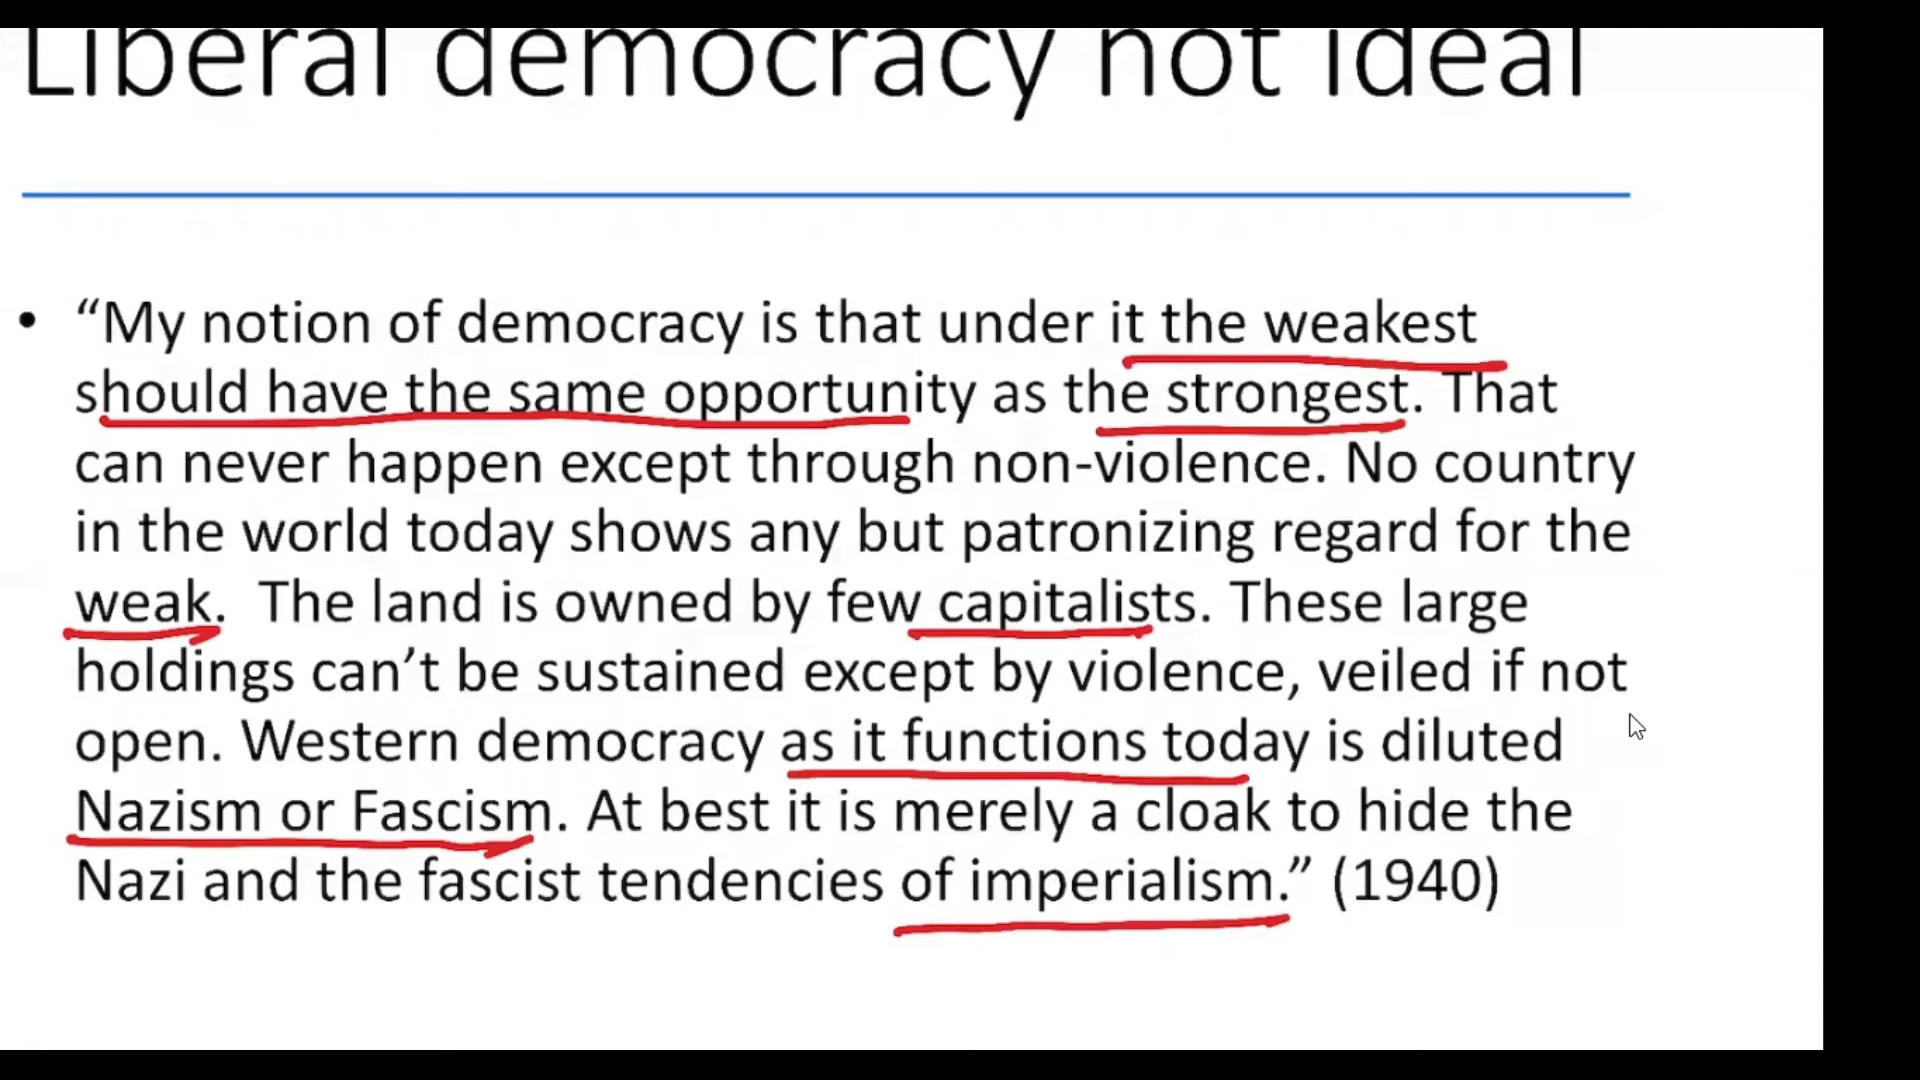 Liberal democracy not ideal
• “My notion of democracy is that under it the weakest
should have the same opportunity as the strongest. That
can never happen except through non-violence. No country
in the world today shows any but patronizing regard for the
weak.  The land is owned by few capitalists. These large
holdings can’t be sustained except by violence, veiled if not
open. Western democracy as it functions today is diluted
Nazism or Fascism. At best it is merely a cloak to hide the
Nazi and the fascist tendencies of imperialism.” (1940)